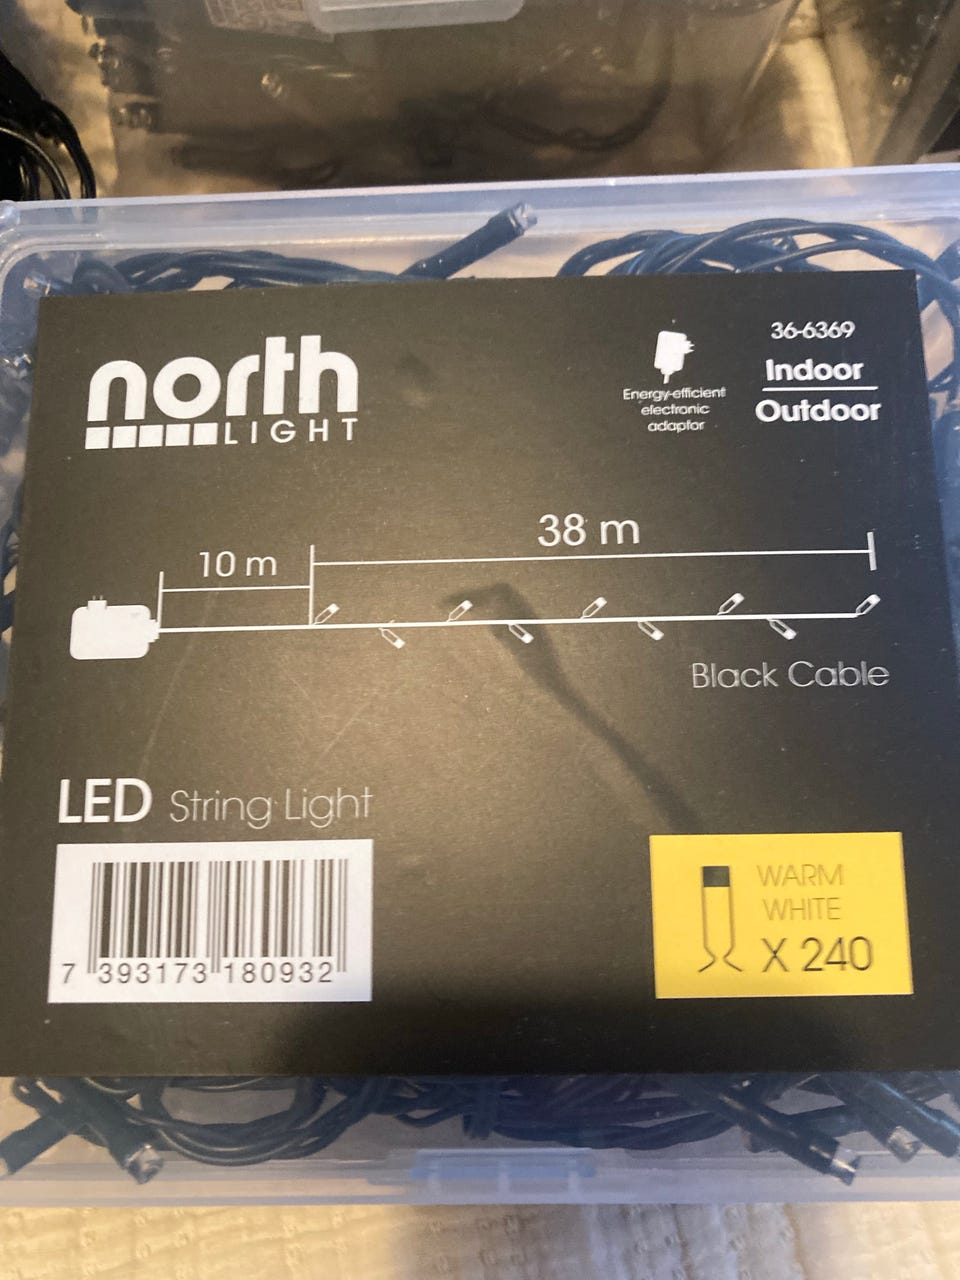 north
LIGHT
Energy-efficient
electronic
adaptor
36-6369
Indoor
Outdoor
10 m
38 m
Black Cable
LED String Light
7 393173 180932
WARM
WHITE
X 240